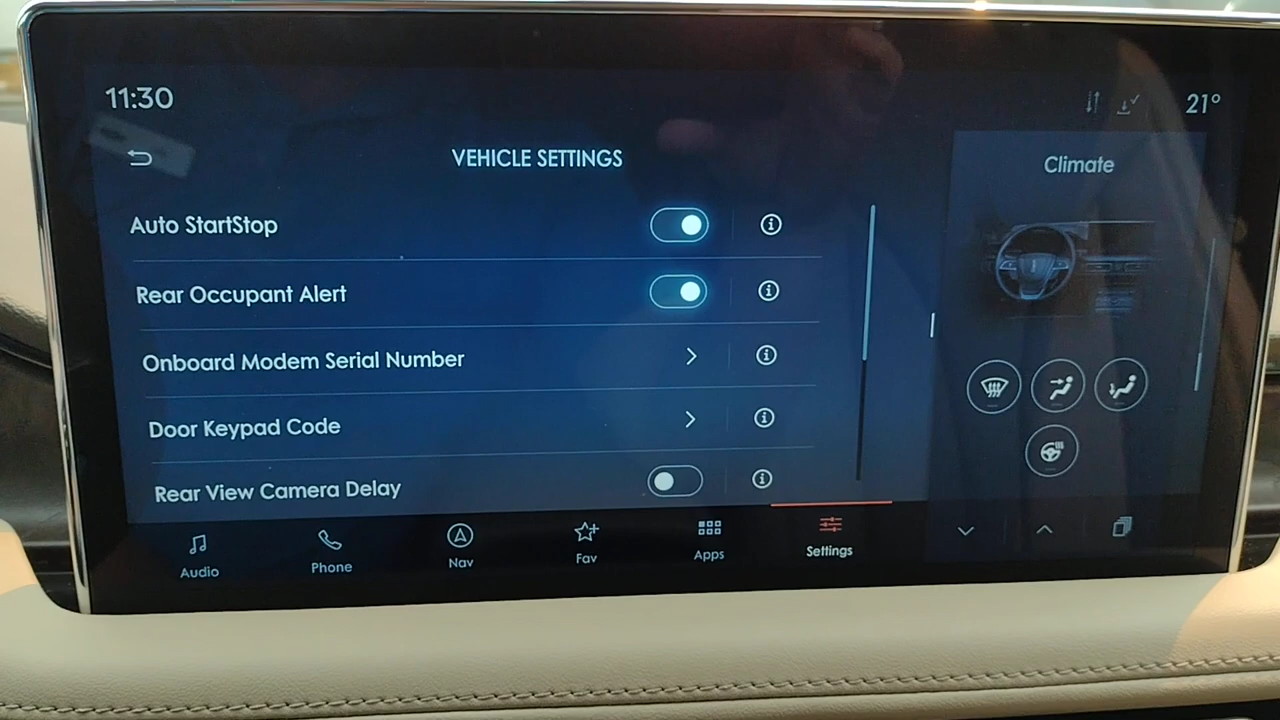 11:30
21°
VEHICLE SETTINGS
Climate
Auto StartStop
Rear Occupant Alert
Onboard Modem Serial Number
Door Keypad Code
Rear View Camera Delay
Audio
Phone
Nav
Fav
Apps
Settings